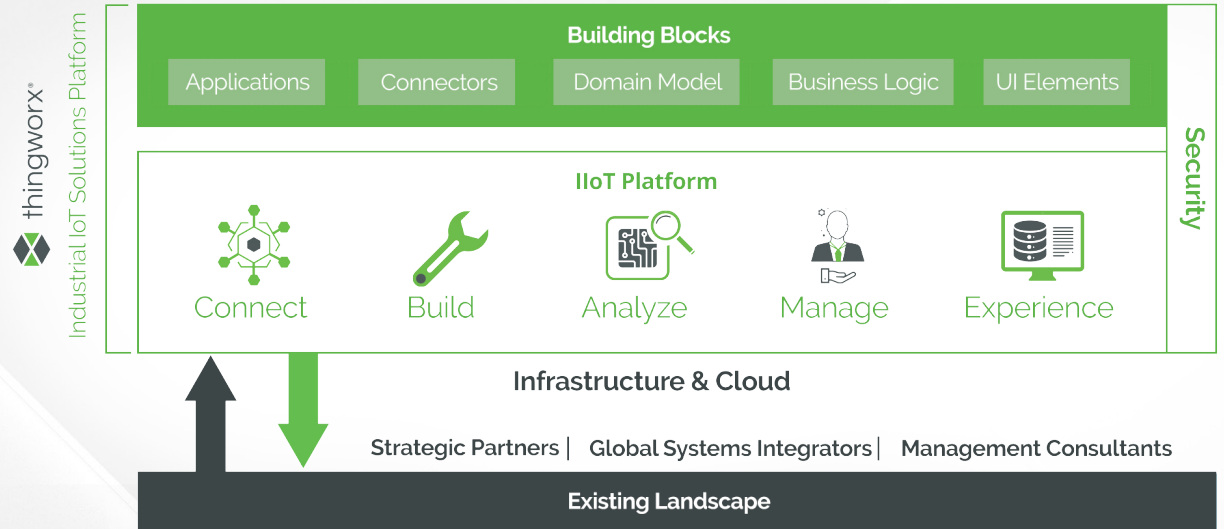 thingworx®
Industrial IoT Solutions Platform
Building Blocks
Applications
Connectors
Domain Model
Business Logic
UI Elements
Security
IIoT Platform
Connect
Build
Analyze
Manage
Experience
Infrastructure & Cloud
Strategic Partners | Global Systems Integrators | Management Consultants
Existing Landscape